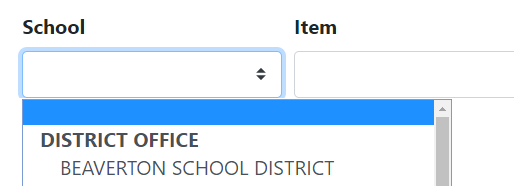 School Item
DISTRICT OFFICE
BEAVERTON SCHOOL DISTRICT